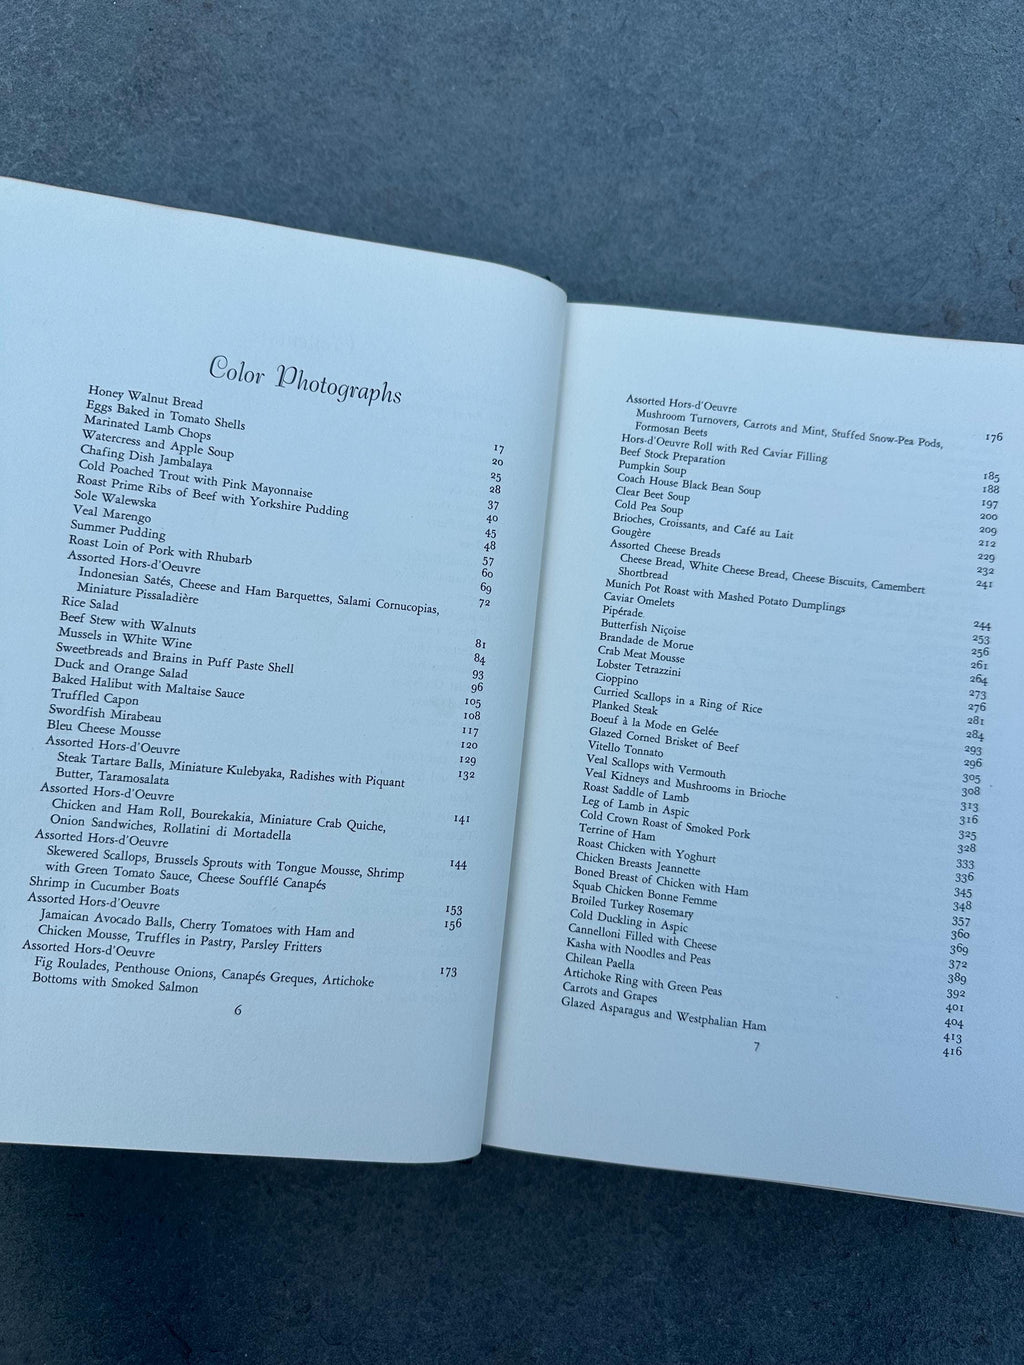 Color Photographs
Honey Walnut Bread 17
Eggs Baked in Tomato Shells 20
Marinated Lamb Chops 25
Watercress and Apple Soup 28
Chafing Dish Jambalaya 37
Cold Poached Trout with Pink Mayonnaise 40
Roast Prime Ribs of Beef with Yorkshire Pudding 45
Sole Walewska 48
Veal Marengo 57
Summer Pudding 60
Roast Loin of Pork with Rhubarb 69
Assorted Hors-d'Oeuvre 72
Indonesian Satés, Cheese and Ham Barquettes, Salami Cornucopias,
Miniature Pissaladière
Rice Salad 81
Beef Stew with Walnuts 84
Mussels in White Wine 93
Sweetbreads and Brains in Puff Paste Shell 96
Duck and Orange Salad 105
Baked Halibut with Maltaise Sauce 108
Truffled Capon 117
Swordfish Mirabeau 120
Bleu Cheese Mousse 129
Assorted Hors-d'Oeuvre 132
Steak Tartare Balls, Miniature Kulebyaka, Radishes with Piquant
Butter, Taramosalata
Assorted Hors-d'Oeuvre 141
Chicken and Ham Roll, Bourekakia, Miniature Crab Quiche,
Onion Sandwiches, Rollatini di Mortadella
Assorted Hors-d'Oeuvre 144
Skewered Scallops, Brussels Sprouts with Tongue Mousse, Shrimp
with Green Tomato Sauce, Cheese Soufflé Canapés
Shrimp in Cucumber Boats 153
Assorted Hors-d'Oeuvre 156
Jamaican Avocado Balls, Cherry Tomatoes with Ham and
Chicken Mousse, Truffles in Pastry, Parsley Fritters
Assorted Hors-d'Oeuvre 173
Fig Roulades, Penthouse Onions, Canapés Greques, Artichoke
Bottoms with Smoked Salmon
6
Assorted Hors-d'Oeuvre 176
Mushroom Turnovers, Carrots and Mint, Stuffed Snow-Pea Pods,
Formosan Beets
Hors-d'Oeuvre Roll with Red Caviar Filling 185
Beef Stock Preparation 188
Pumpkin Soup 197
Coach House Black Bean Soup 200
Clear Beet Soup 209
Cold Pea Soup 212
Brioches, Croissants, and Café au Lait 229
Gougère 232
Assorted Cheese Breads 241
Cheese Bread, White Cheese Bread, Cheese Biscuits, Camembert
Shortbread
Munich Pot Roast with Mashed Potato Dumplings 244
Caviar Omelets 253
Pipérade 256
Butterfish Niçoise 261
Brandade de Morue 264
Crab Meat Mousse 273
Lobster Tetrazzini 276
Cioppino 281
Curried Scallops in a Ring of Rice 284
Planked Steak 293
Boeuf à la Mode en Gelée 296
Glazed Corned Brisket of Beef 305
Vitello Tonnato 308
Veal Scallops with Vermouth 313
Veal Kidneys and Mushrooms in Brioche 316
Roast Saddle of Lamb 325
Leg of Lamb in Aspic 328
Cold Crown Roast of Smoked Pork 333
Terrine of Ham 336
Roast Chicken with Yoghurt 345
Chicken Breasts Jeannette 348
Boned Breast of Chicken with Ham 357
Squab Chicken Bonne Femme 360
Broiled Turkey Rosemary 369
Cold Duckling in Aspic 372
Cannelloni Filled with Cheese 389
Kasha with Noodles and Peas 392
Chilean Paella 401
Artichoke Ring with Green Peas 404
Carrots and Grapes 413
Glazed Asparagus and Westphalian Ham 416
7